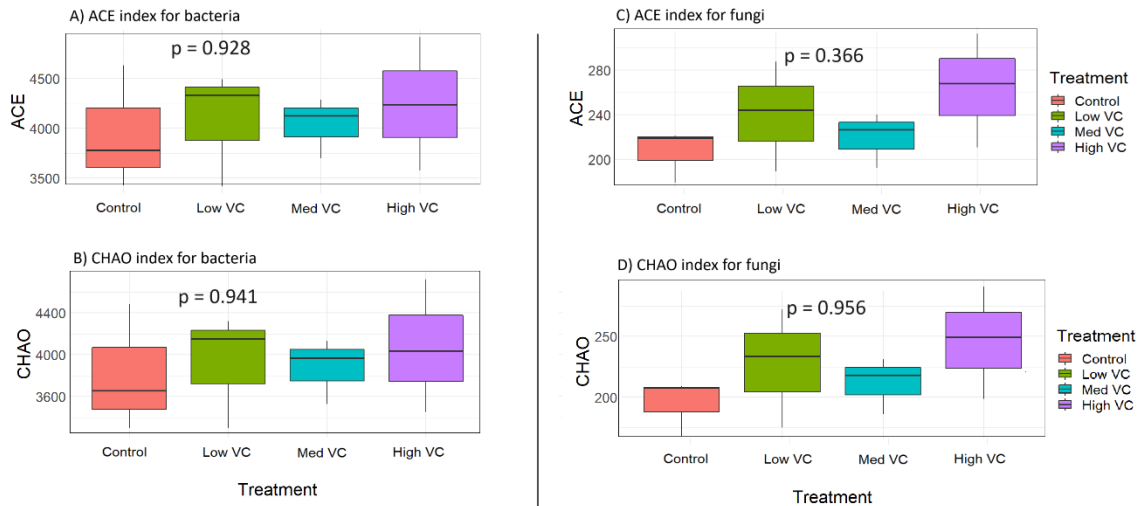 A) ACE index for bacteria
p = 0.928
ACE
4500
4000
3500
Control Low VC Med VC High VC
B) CHAO index for bacteria
p = 0.941
CHAO
4400
4000
3600
Control Low VC Med VC High VC
Treatment
C) ACE index for fungi
p = 0.366
ACE
280
240
200
Control Low VC Med VC High VC
Treatment
Control
Low VC
Med VC
High VC
D) CHAO index for fungi
p = 0.956
CHAO
250
200
Control Low VC Med VC High VC
Treatment
Treatment
Control
Low VC
Med VC
High VC